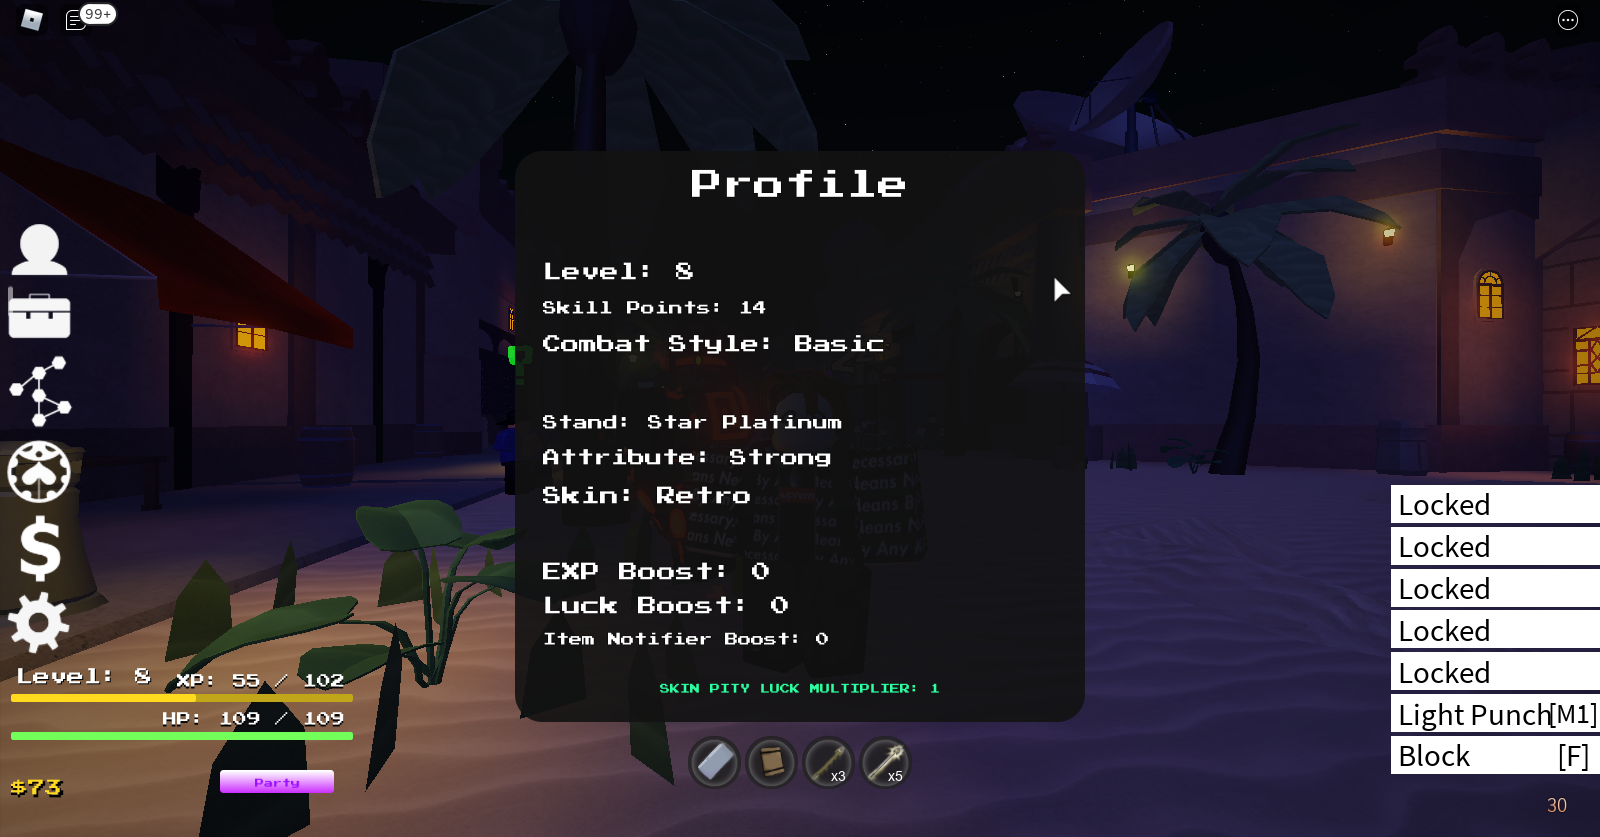 99+
Profile
Level: 8
Skill Points: 14
Combat Style: Basic
Stand: Star Platinum
Attribute: Strong
Skin: Retro
EXP Boost: 0
Luck Boost: 0
Item Notifier Boost: 0
SKIN PITY LUCK MULTIPLIER: 1
Level: 8
XP: 55 / 102
HP: 109 / 109
$73
Party
x3
x5
Locked
Locked
Locked
Locked
Locked
Light Punch [M1]
Block [F]
30